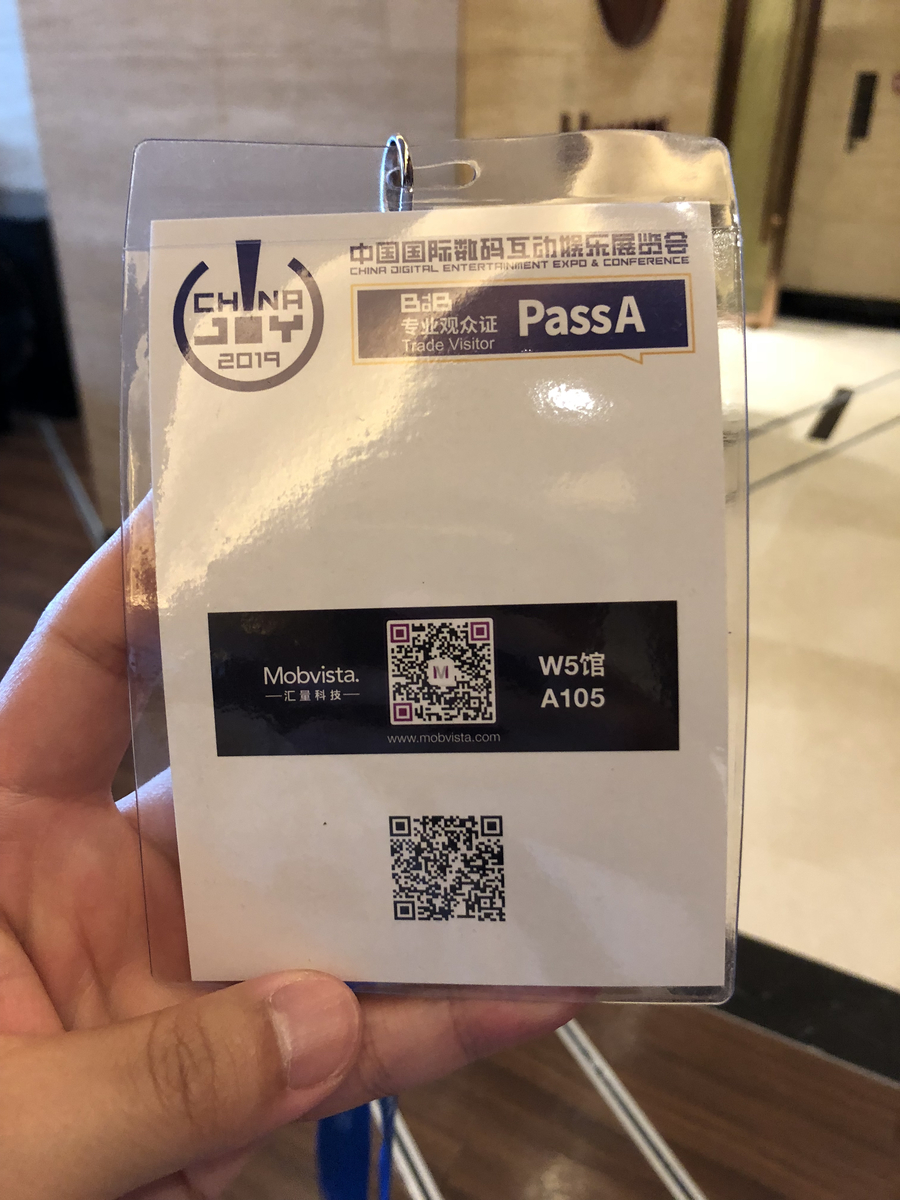 CHINA
JOY
2019
中国国际数码互动娱乐展览会
CHINA DIGITAL ENTERTAINMENT EXPO & CONFERENCE
BtoB
专业观众证
Trade Visitor
Pass A
Mobvista.
汇量科技
M
www.mobvista.com
W5馆
A105